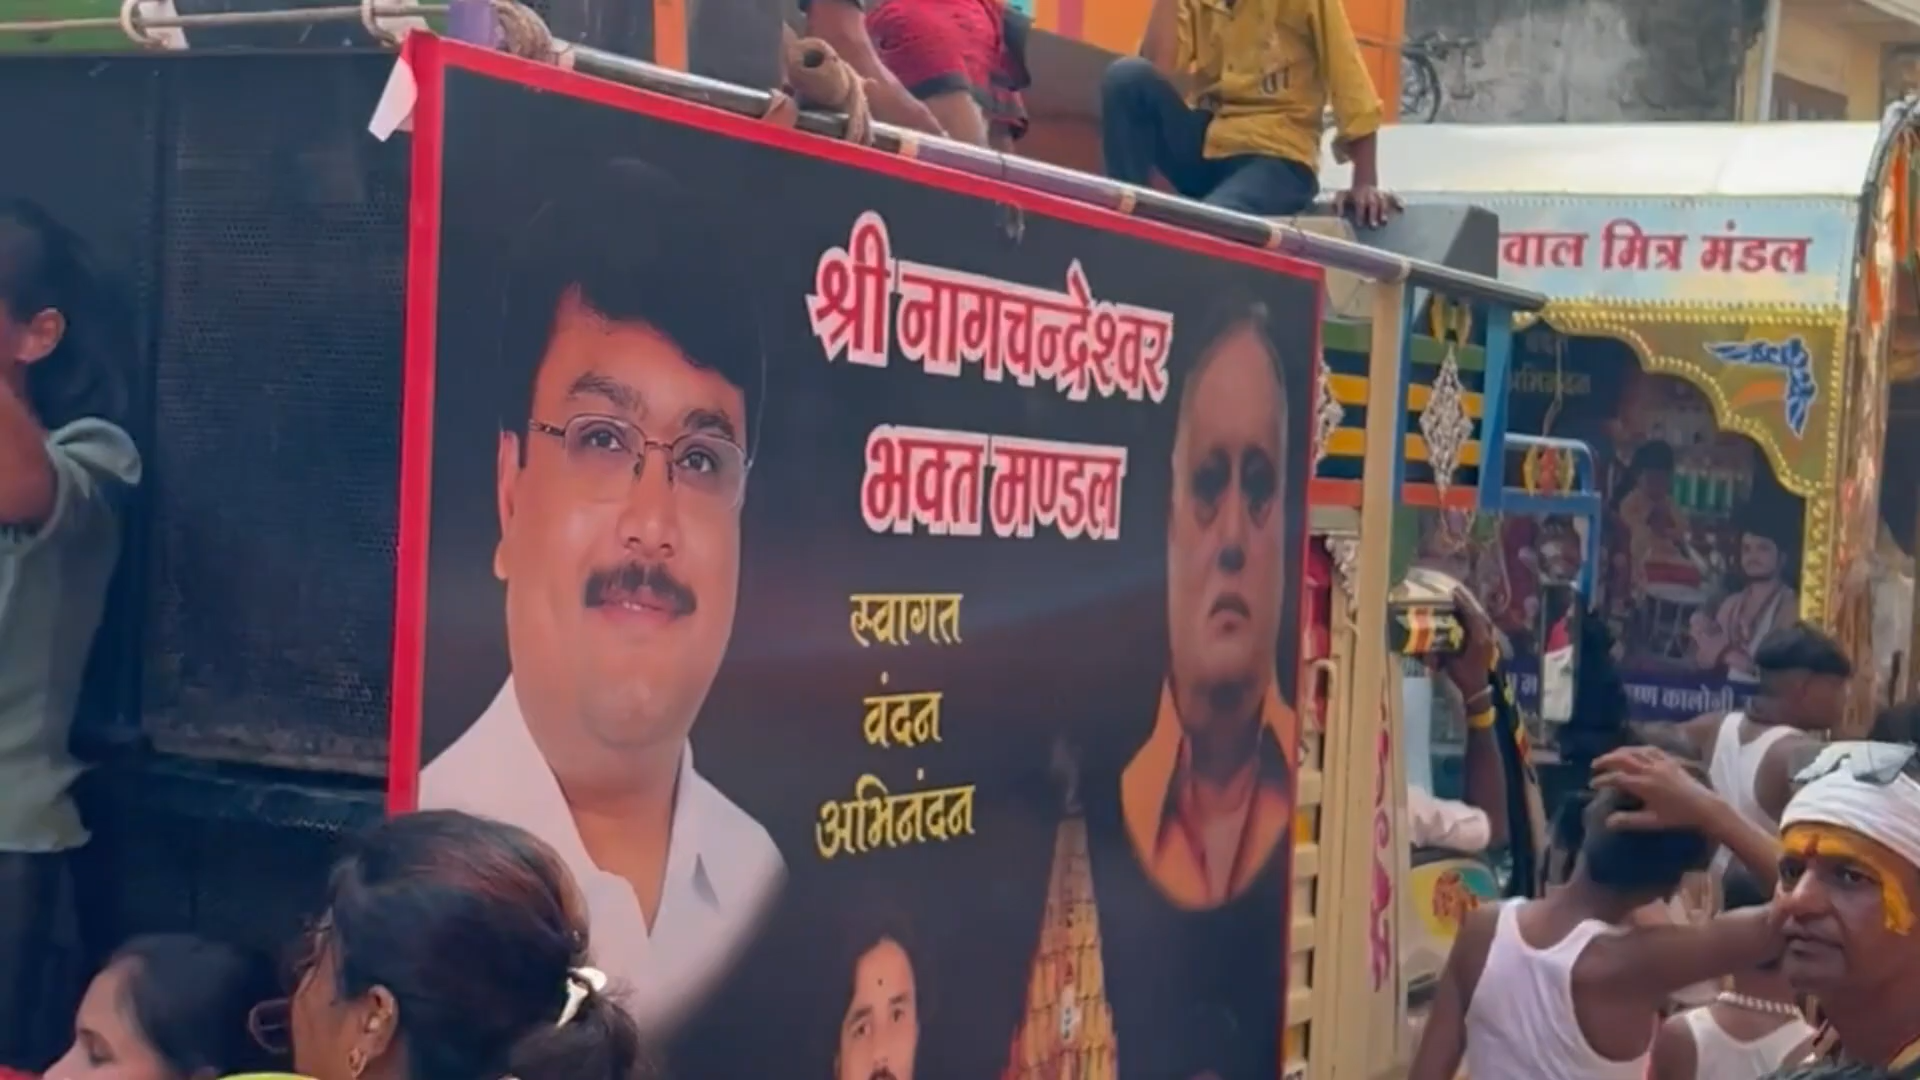 श्री नागचन्द्रेश्वर
भक्त मण्डल
स्वागत
वंदन
अभिनंदन
वाल मित्र मंडल
कालोनी